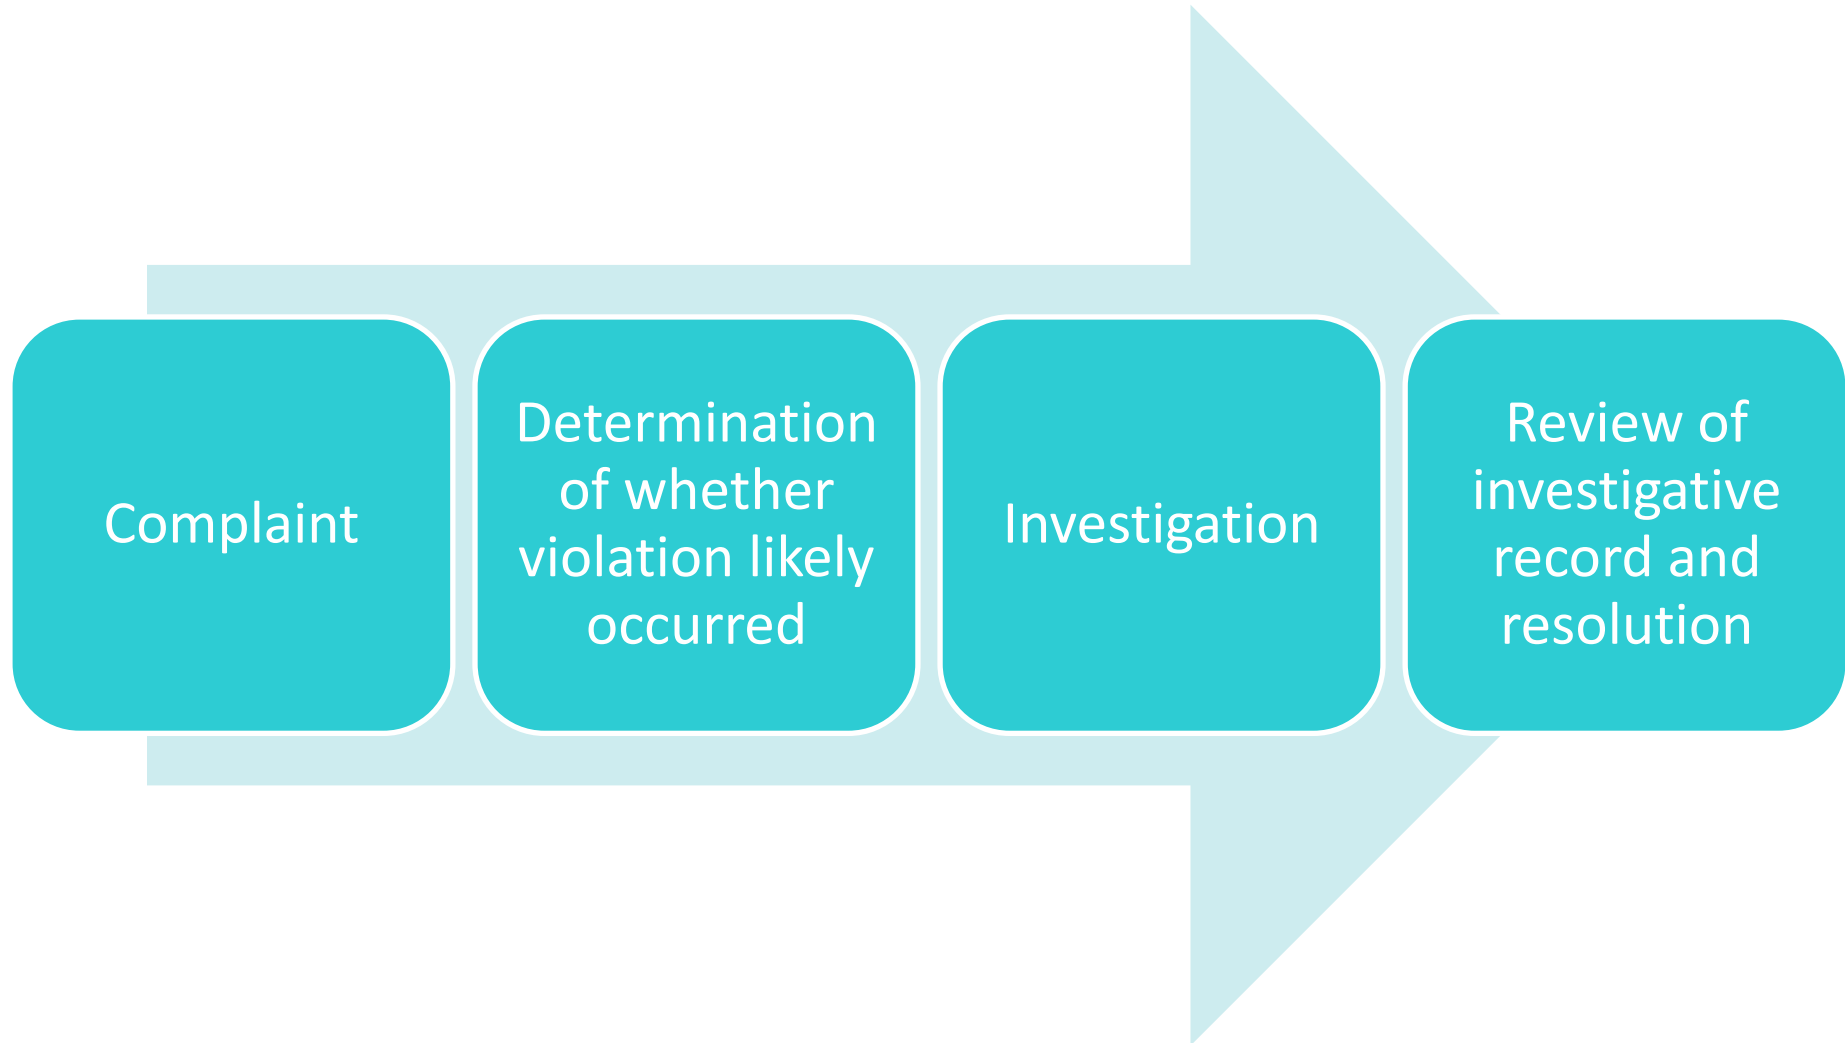 Complaint
Determination
of whether
violation likely
occurred
Investigation
Review of
investigative
record and
resolution